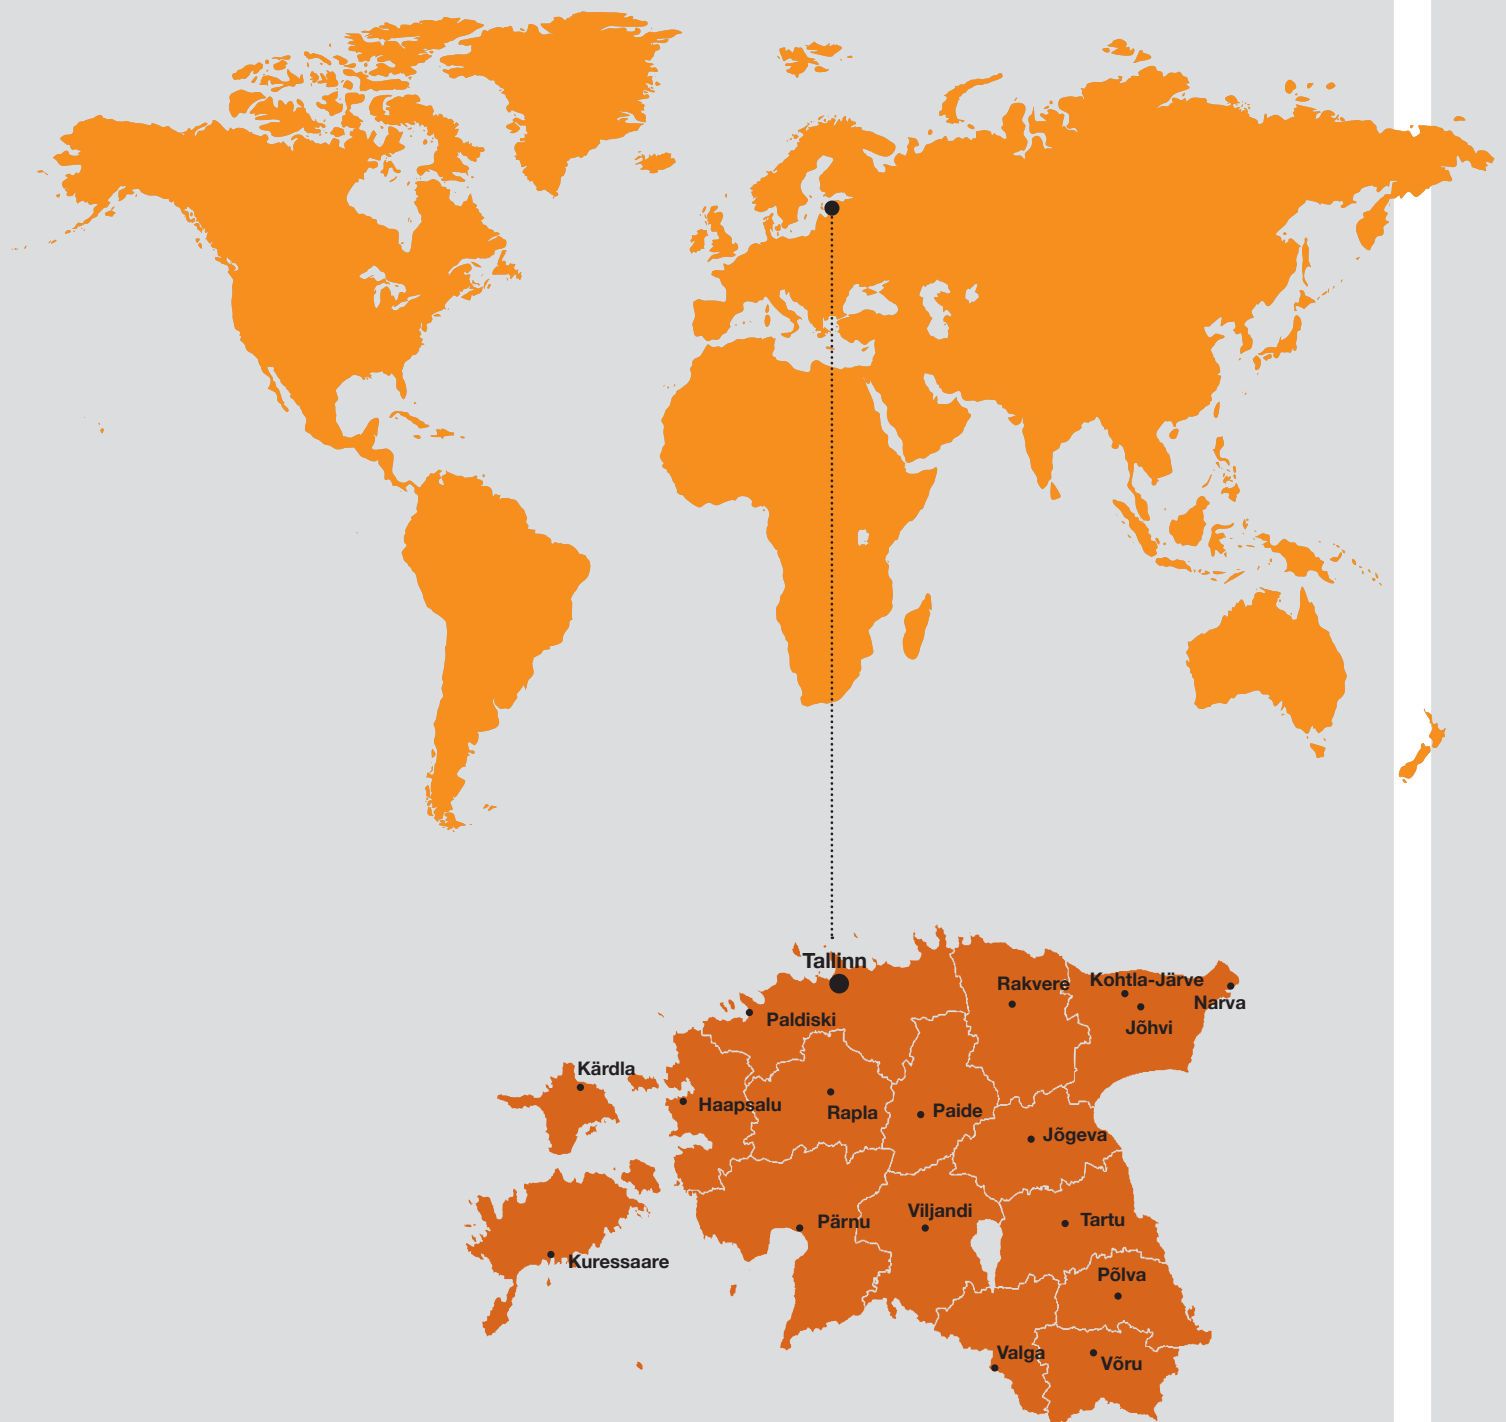 Tallinn
Rakvere
Kohtla-Järve
Narva
Paldiski
Jõhvi
Kärdla
Haapsalu
Rapla
Paide
Jõgeva
Viljandi
Pärnu
Tartu
Kuressaare
Põlva
Valga
Võru